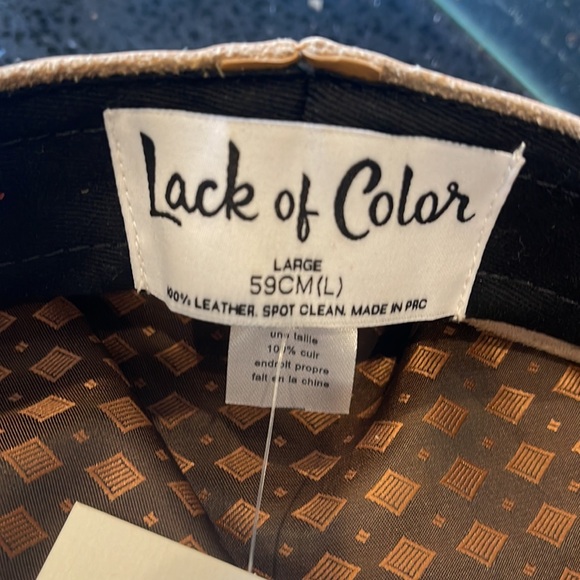 Lack of Color
LARGE
59CM(L)
100% LEATHER. SPOT CLEAN. MADE IN PRC
une taille
100% cuir
endroit propre
fait en la chine